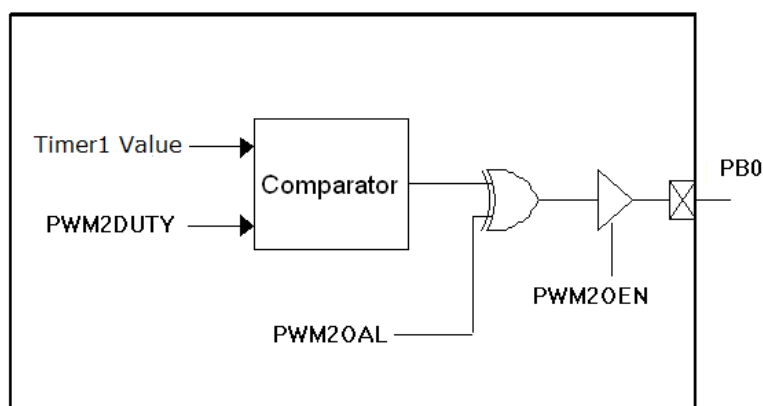 Timer1 Value
Comparator
PB0
PWM2DUTY
PWM2OEN
PWM2OAL